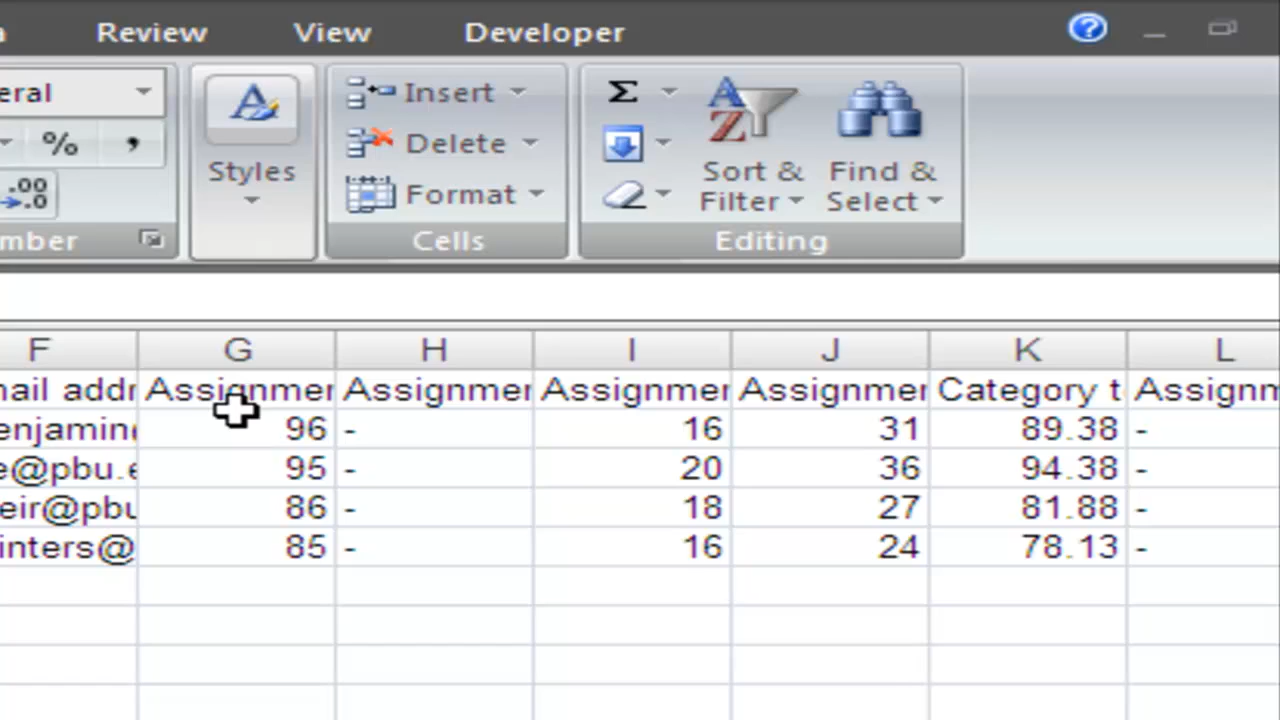 Review View Developer
eral Insert Σ
% , Delete
.00
.0 Styles Format Sort & Filter Find & Select
mber Cells Editing
F G H I J K L
nail addr Assignmer Assignmer Assignmer Assignmer Category t Assignm
enjamin 96 - 16 31 89.38 -
e@pbu.e 95 - 20 36 94.38 -
eir@pbu 86 - 18 27 81.88 -
inters@ 85 - 16 24 78.13 -